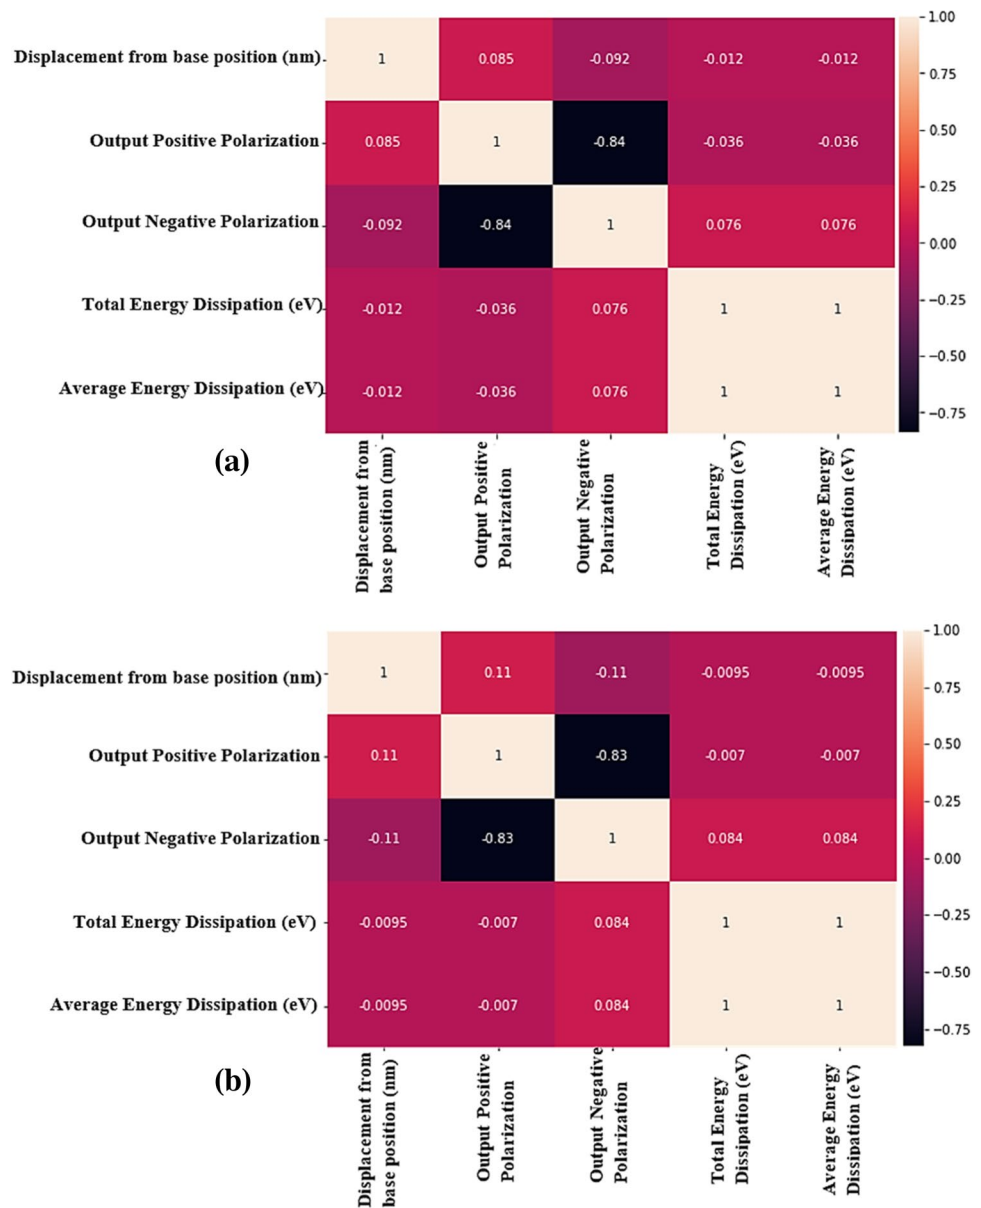 1.00
Displacement from base position (nm) 1 0.085 -0.092 -0.012 -0.012
0.75
0.50
Output Positive Polarization 0.085 1 -0.84 -0.036 -0.036
0.25
Output Negative Polarization -0.092 -0.84 1 0.076 0.076
0.00
-0.25
Total Energy Dissipation (eV) -0.012 -0.036 0.076 1 1
-0.50
Average Energy Dissipation (eV) -0.012 -0.036 0.076 1 1
-0.75
(a)
Displacement from
base position (nm)
Output Positive
Polarization
Output Negative
Polarization
Total Energy
Dissipation (eV)
Average Energy
Dissipation (eV)
1.00
Displacement from base position (nm) 1 0.11 -0.11 -0.0095 -0.0095
0.75
0.50
Output Positive Polarization 0.11 1 -0.83 -0.007 -0.007
0.25
Output Negative Polarization -0.11 -0.83 1 0.084 0.084
0.00
-0.25
Total Energy Dissipation (eV) -0.0095 -0.007 0.084 1 1
-0.50
Average Energy Dissipation (eV) -0.0095 -0.007 0.084 1 1
-0.75
(b)
Displacement from
base position (nm)
Output Positive
Polarization
Output Negative
Polarization
Total Energy
Dissipation (eV)
Average Energy
Dissipation (eV)